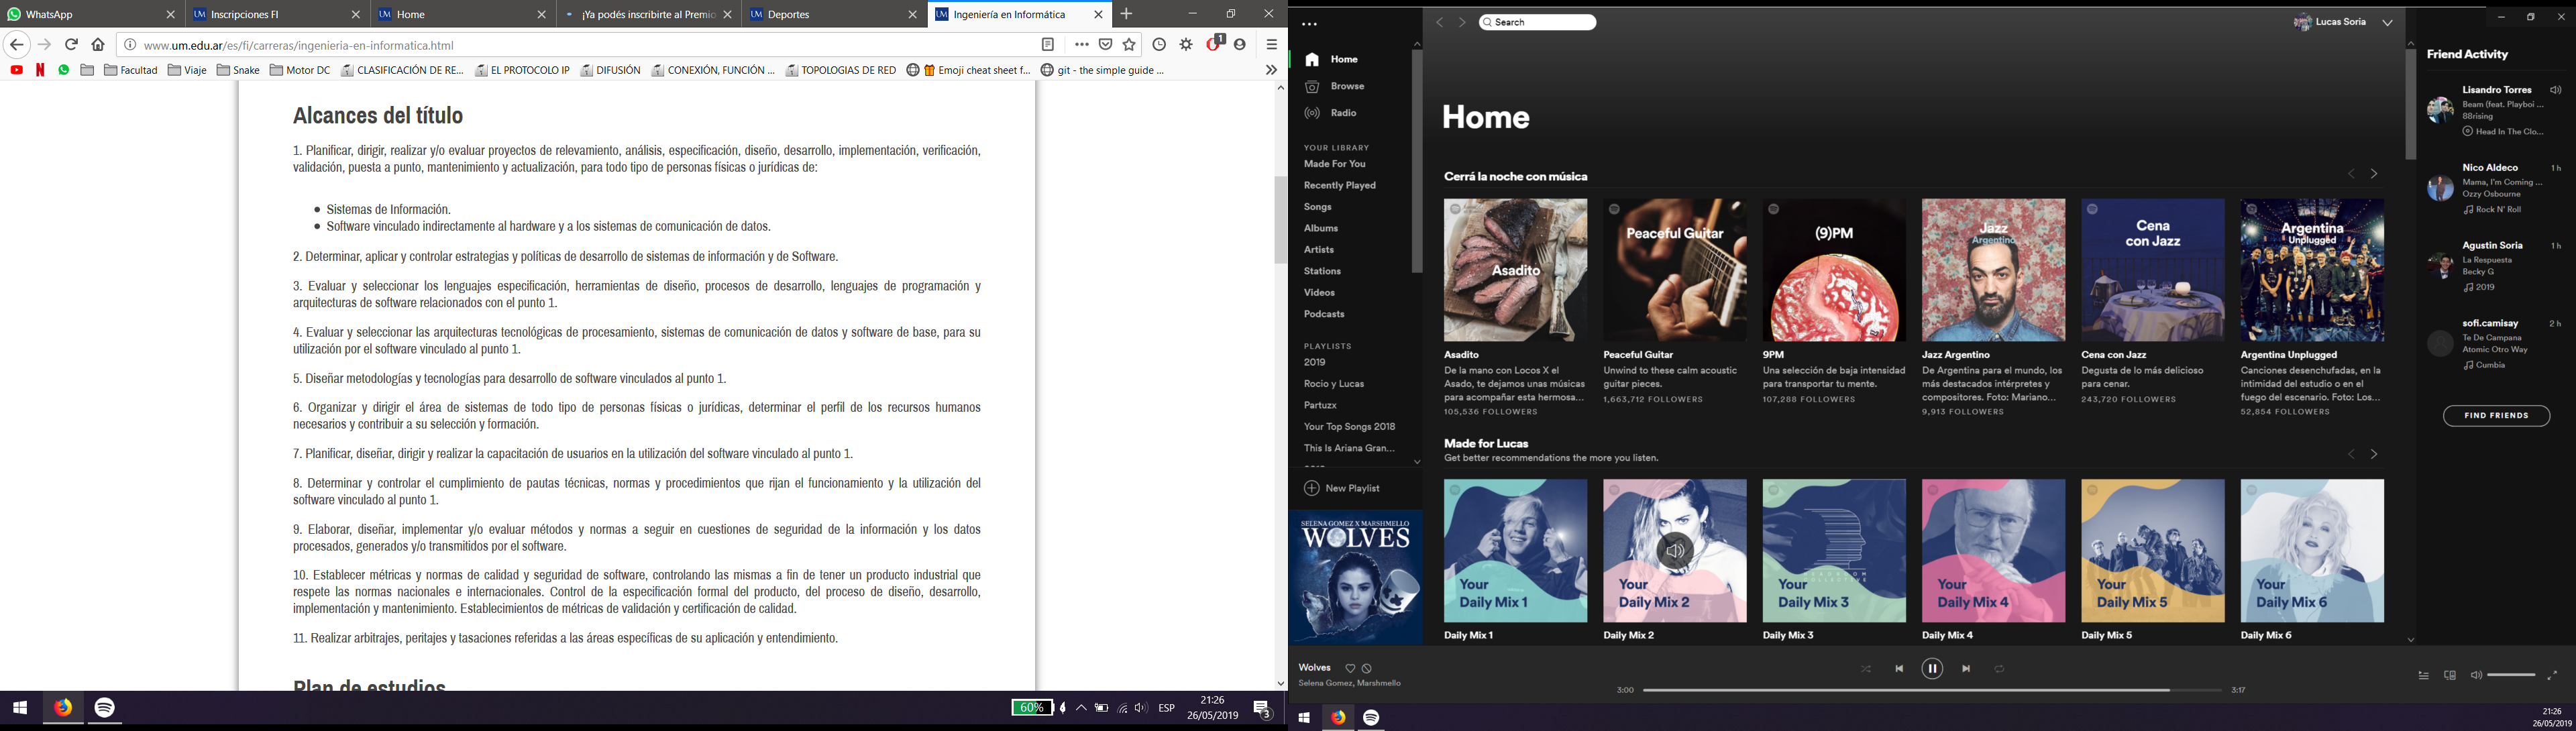 WhatsApp
Inscripciones FI
Home
¡Ya podés inscribirte al Premio
Deportes
Ingeniería en Informática
www.um.edu.ar/es/fi/carreras/ingenieria-en-informatica.html
1
Facultad
Viaje
Snake
Motor DC
CLASIFICACIÓN DE RE...
EL PROTOCOLO IP
DIFUSIÓN
CONEXIÓN, FUNCIÓN ...
TOPOLOGIAS DE RED
Emoji cheat sheet f...
git - the simple guide ...
Alcances del título
1. Planificar, dirigir, realizar y/o evaluar proyectos de relevamiento, análisis, especificación, diseño, desarrollo, implementación, verificación,
validación, puesta a punto, mantenimiento y actualización, para todo tipo de personas físicas o jurídicas de:
Sistemas de Información.
Software vinculado indirectamente al hardware y a los sistemas de comunicación de datos.
2. Determinar, aplicar y controlar estrategias y políticas de desarrollo de sistemas de información y de Software.
3. Evaluar y seleccionar los lenguajes especificación, herramientas de diseño, procesos de desarrollo, lenguajes de programación y
arquitecturas de software relacionados con el punto 1.
4. Evaluar y seleccionar las arquitecturas tecnológicas de procesamiento, sistemas de comunicación de datos y software de base, para su
utilización por el software vinculado al punto 1.
5. Diseñar metodologías y tecnologías para desarrollo de software vinculados al punto 1.
6. Organizar y dirigir el área de sistemas de todo tipo de personas físicas o jurídicas, determinar el perfil de los recursos humanos
necesarios y contribuir a su selección y formación.
7. Planificar, diseñar, dirigir y realizar la capacitación de usuarios en la utilización del software vinculado al punto 1.
8. Determinar y controlar el cumplimiento de pautas técnicas, normas y procedimientos que rijan el funcionamiento y la utilización del
software vinculado al punto 1.
9. Elaborar, diseñar, implementar y/o evaluar métodos y normas a seguir en cuestiones de seguridad de la información y los datos
procesados, generados y/o transmitidos por el software.
10. Establecer métricas y normas de calidad y seguridad de software, controlando las mismas a fin de tener un producto industrial que
respete las normas nacionales e internacionales. Control de la especificación formal del producto, del proceso de diseño, desarrollo,
implementación y mantenimiento. Establecimientos de métricas de validación y certificación de calidad.
11. Realizar arbitrajes, peritajes y tasaciones referidas a las áreas específicas de su aplicación y entendimiento.
Plan de estudios
60%
ESP
21:26
26/05/2019
3
Search
Lucas Soria
Home
Browse
Radio
YOUR LIBRARY
Made For You
Recently Played
Songs
Albums
Artists
Stations
Videos
Podcasts
PLAYLISTS
2019
Rocio y Lucas
Partuzx
Your Top Songs 2018
This Is Ariana Gran...
New Playlist
SELENA GOMEZ X MARSHMELLO
WOLVES
Home
Cerrá la noche con música
Asadito
Peaceful Guitar
(9)PM
Jazz
Argentino
Cena
con Jazz
Argentina
Unplugged
Asadito
De la mano con Locos X el
Asado, te dejamos unas músicas
para acompañar esta hermosa...
105,536 FOLLOWERS
Peaceful Guitar
Unwind to these calm acoustic
guitar pieces.
1,663,712 FOLLOWERS
9PM
Una selección de baja intensidad
para transportar tu mente.
107,288 FOLLOWERS
Jazz Argentino
De Argentina para el mundo, los
más destacados intérpretes y
compositores. Foto: Mariano...
9,913 FOLLOWERS
Cena con Jazz
Degusta de lo más delicioso
para cenar.
243,720 FOLLOWERS
Argentina Unplugged
Canciones desenchufadas, en la
intimidad del estudio o en el
fuego del escenario. Foto: Los...
52,854 FOLLOWERS
Made for Lucas
Get better recommendations the more you listen.
Your
Daily Mix 1
Your
Daily Mix 2
Your
Daily Mix 3
Your
Daily Mix 4
Your
Daily Mix 5
Your
Daily Mix 6
Daily Mix 1
Daily Mix 2
Daily Mix 3
Daily Mix 4
Daily Mix 5
Daily Mix 6
Friend Activity
Lisandro Torres
Beam (feat. Playboi ...
88rising
Head In The Clo...
Nico Aldeco
1 h
Mama, I'm Coming ...
Ozzy Osbourne
Rock N' Roll
Agustin Soria
1 h
La Respuesta
Becky G
2019
sofi.camisay
2 h
Te De Campana
Atomic Otro Way
Cumbia
FIND FRIENDS
Wolves
Selena Gomez, Marshmello
3:00
3:17
21:26
26/05/2019